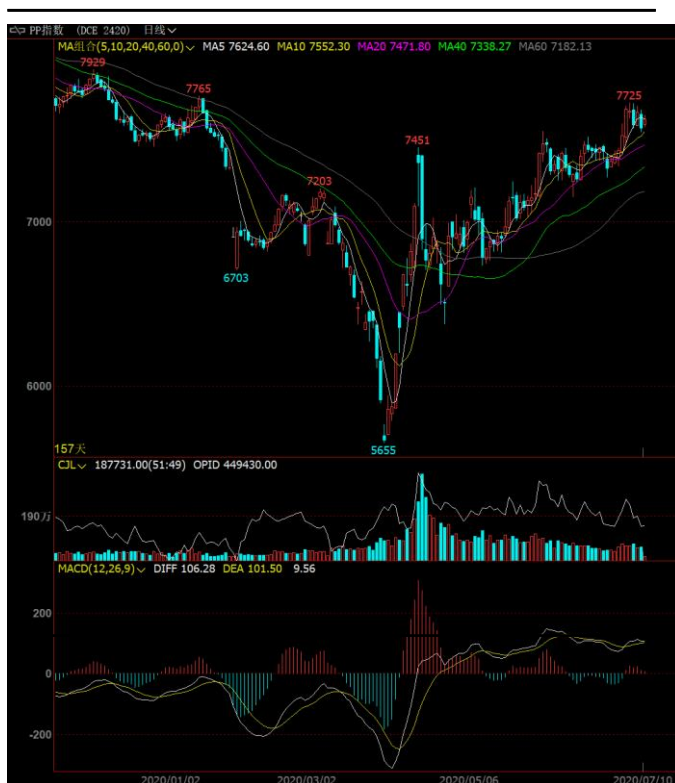 PP指数 (DCE 2420) 日线
MA组合(5,10,20,40,60,0) MA5 7624.60 MA10 7552.30 MA20 7471.80 MA40 7338.27 MA60 7182.13
7929
7765
7725
7451
7203
7000
6703
6000
5655
157天
CJL 187731.00(51:49) OPID 449430.00
190万
MACD(12,26,9) DIFF 106.28 DEA 101.50 9.56
200
0
-200
2020/01/02 2020/03/02 2020/05/06 2020/07/10